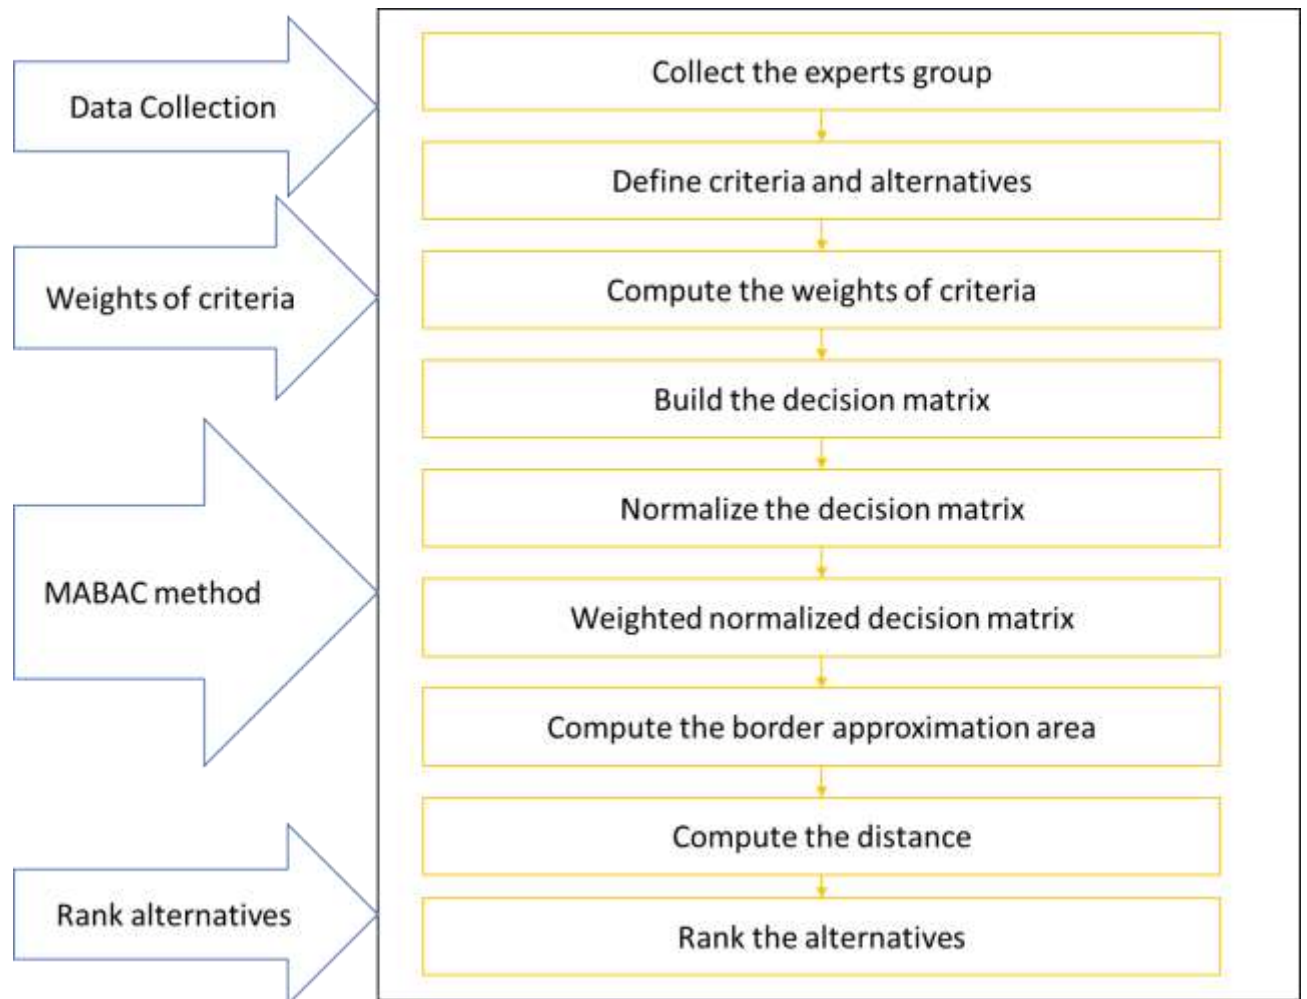 Data Collection
Weights of criteria
MABAC method
Rank alternatives
Collect the experts group
Define criteria and alternatives
Compute the weights of criteria
Build the decision matrix
Normalize the decision matrix
Weighted normalized decision matrix
Compute the border approximation area
Compute the distance
Rank the alternatives